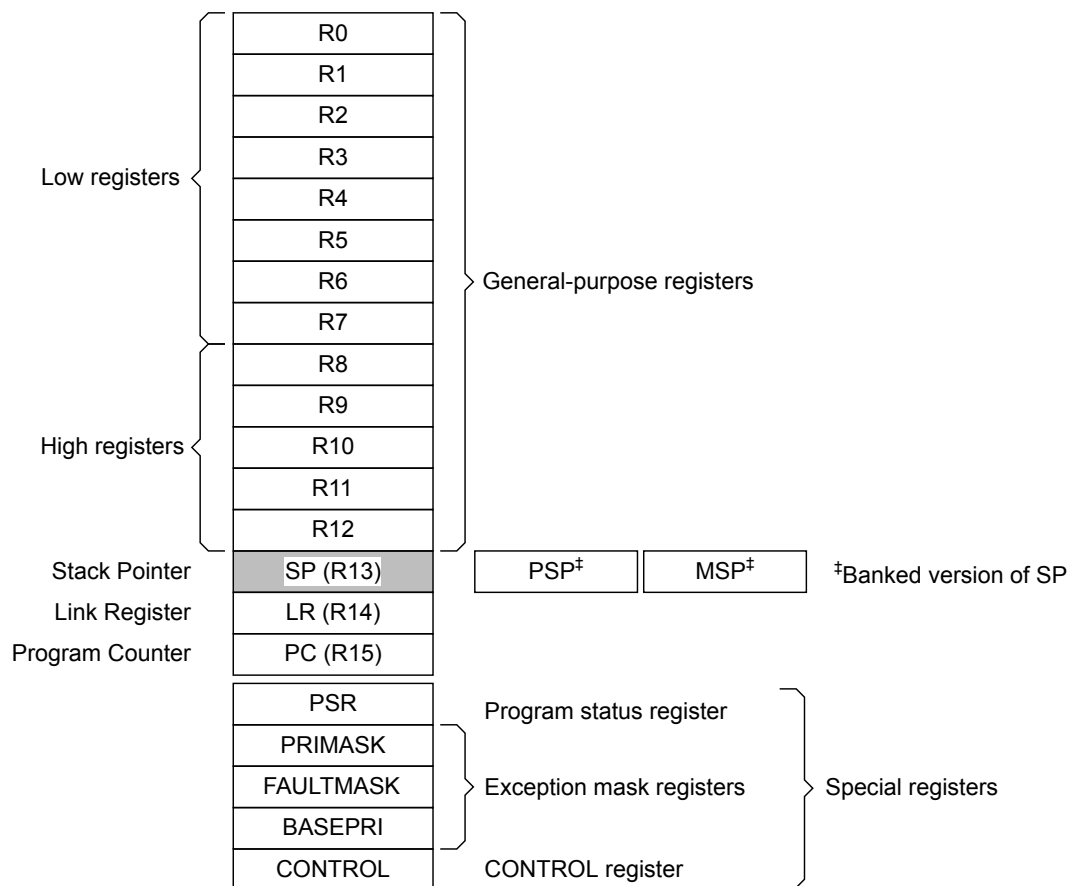 R0
R1
R2
R3
Low registers
R4
R5
R6
General-purpose registers
R7
R8
R9
High registers
R10
R11
R12
Stack Pointer
SP (R13)
PSP‡
MSP‡
‡Banked version of SP
Link Register
LR (R14)
Program Counter
PC (R15)
PSR
Program status register
PRIMASK
FAULTMASK
Exception mask registers
Special registers
BASEPRI
CONTROL
CONTROL register